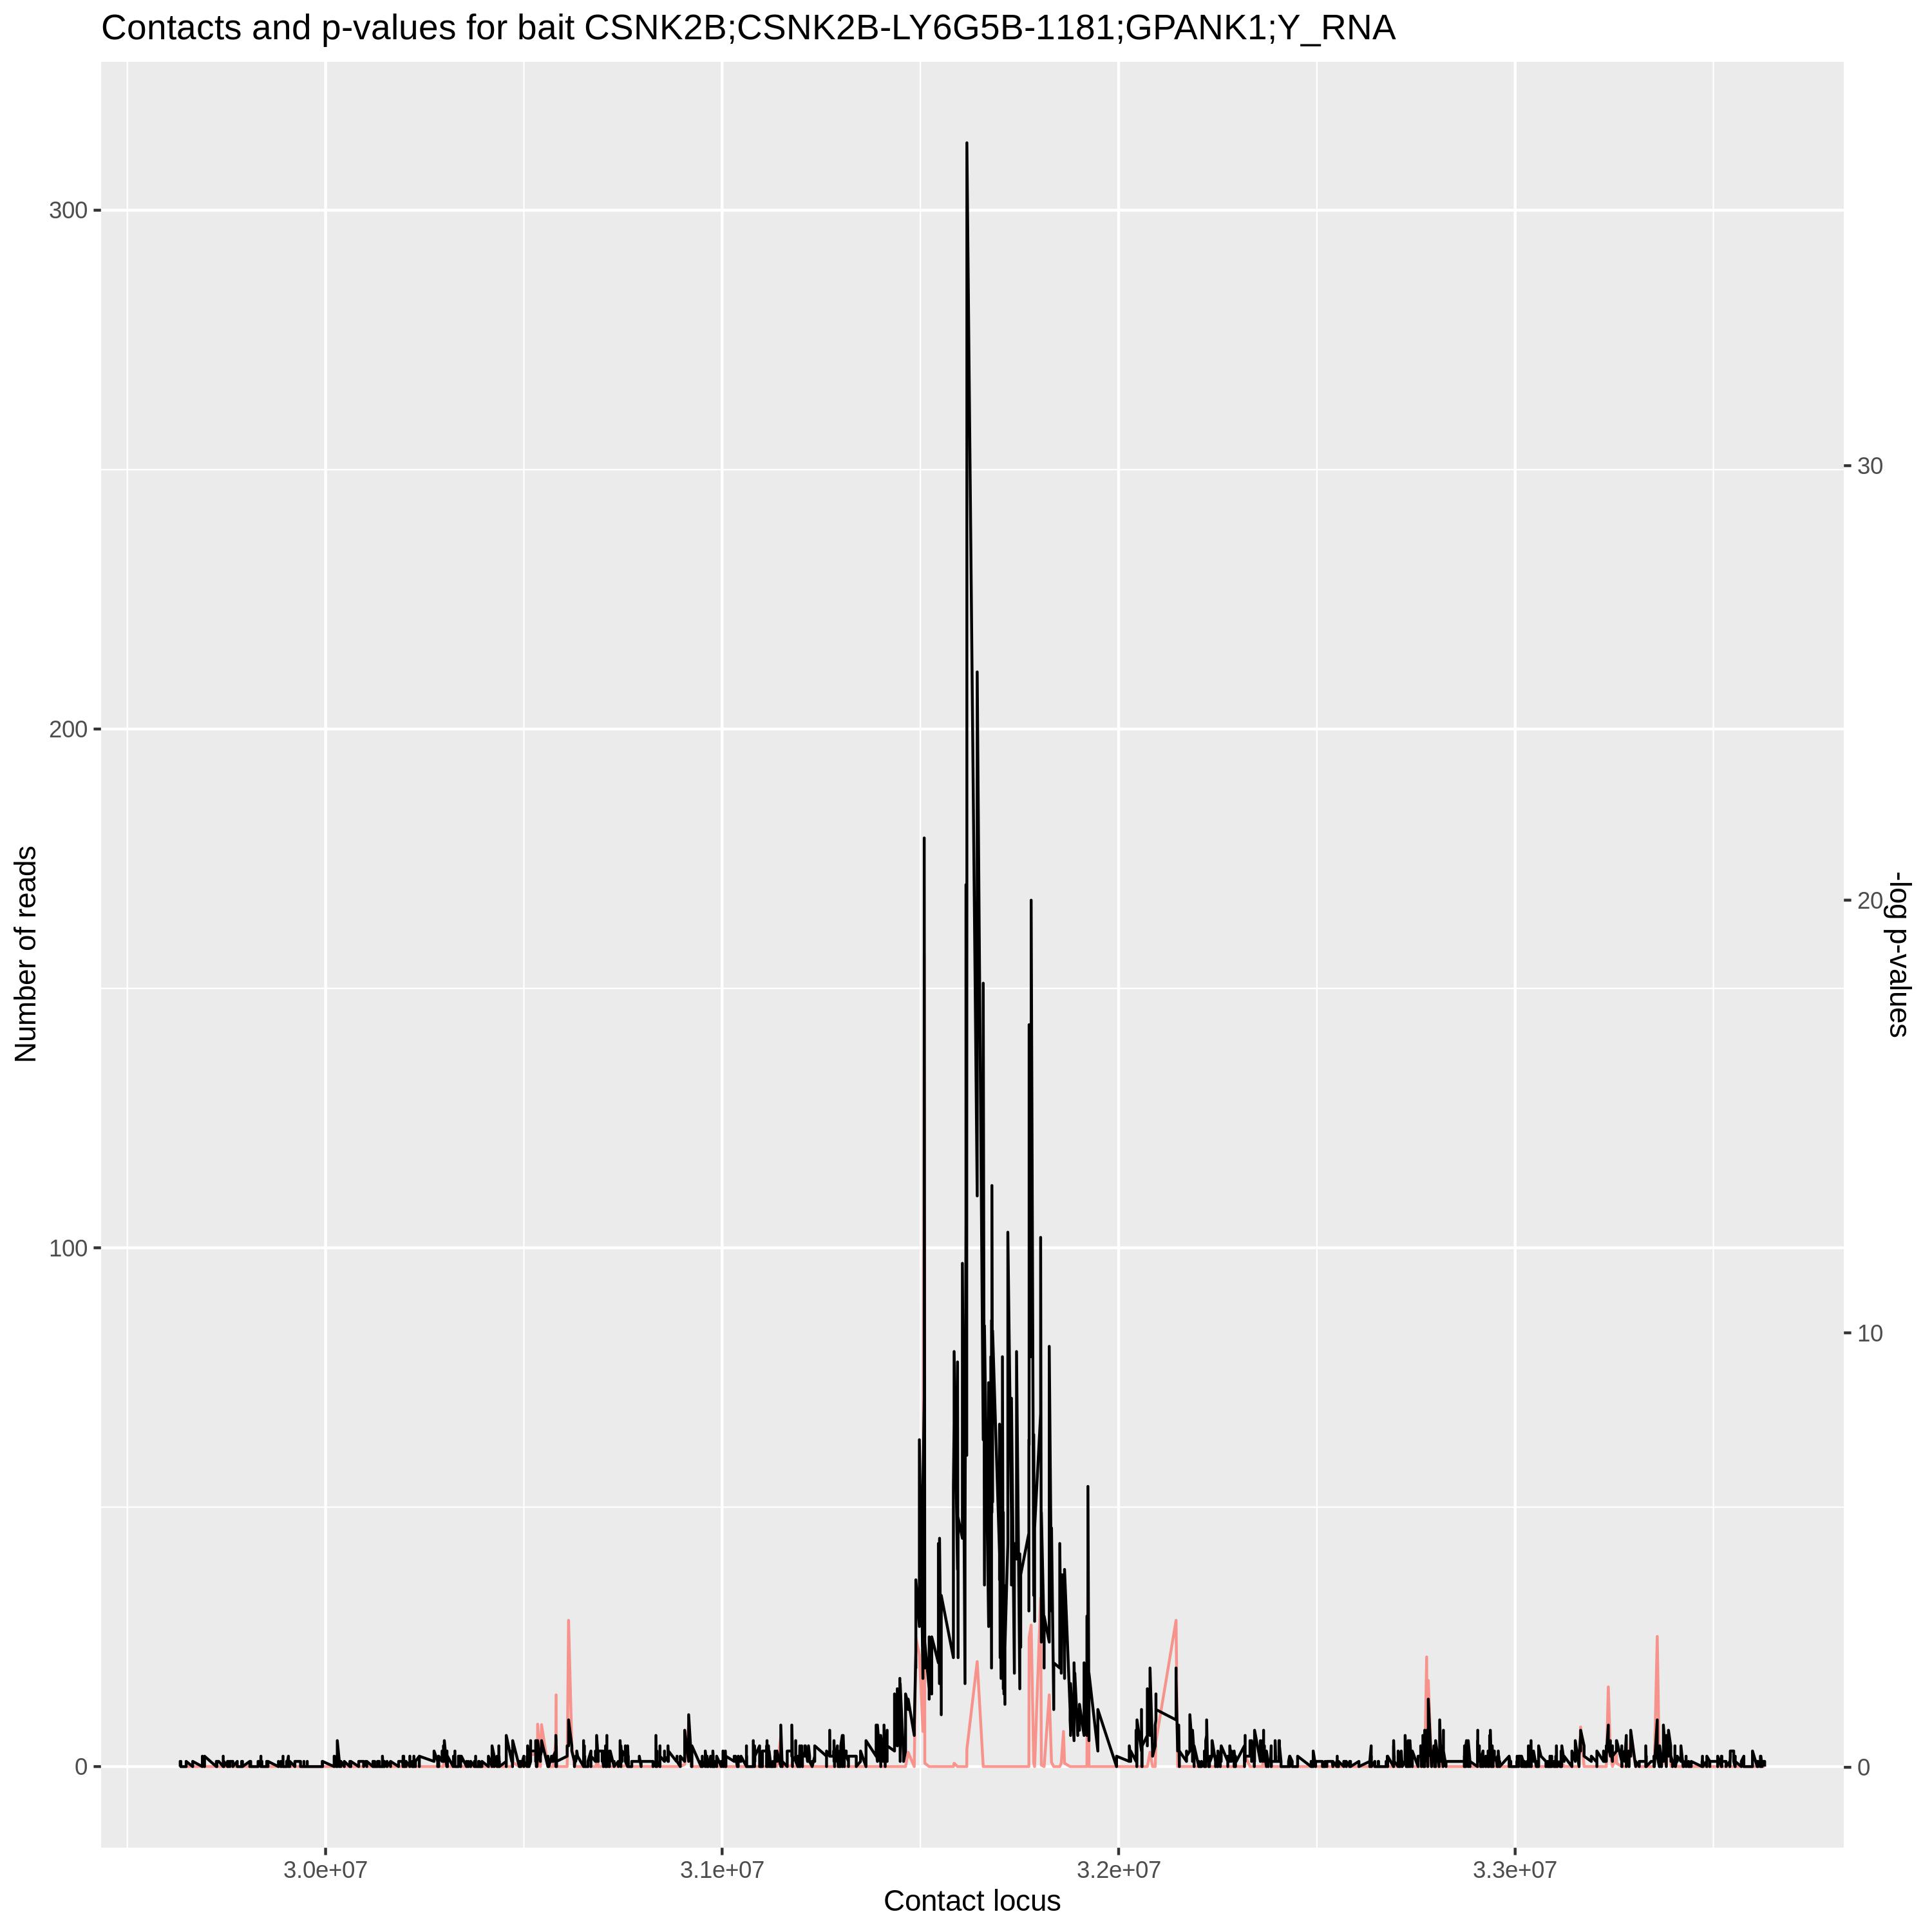 Contacts and p-values for bait CSNK2B;CSNK2B-LY6G5B-1181;GPANK1;Y_RNA
300
200
100
0
Number of reads
30
20
10
0
-log p-values
3.0e+07
3.1e+07
3.2e+07
3.3e+07
Contact locus